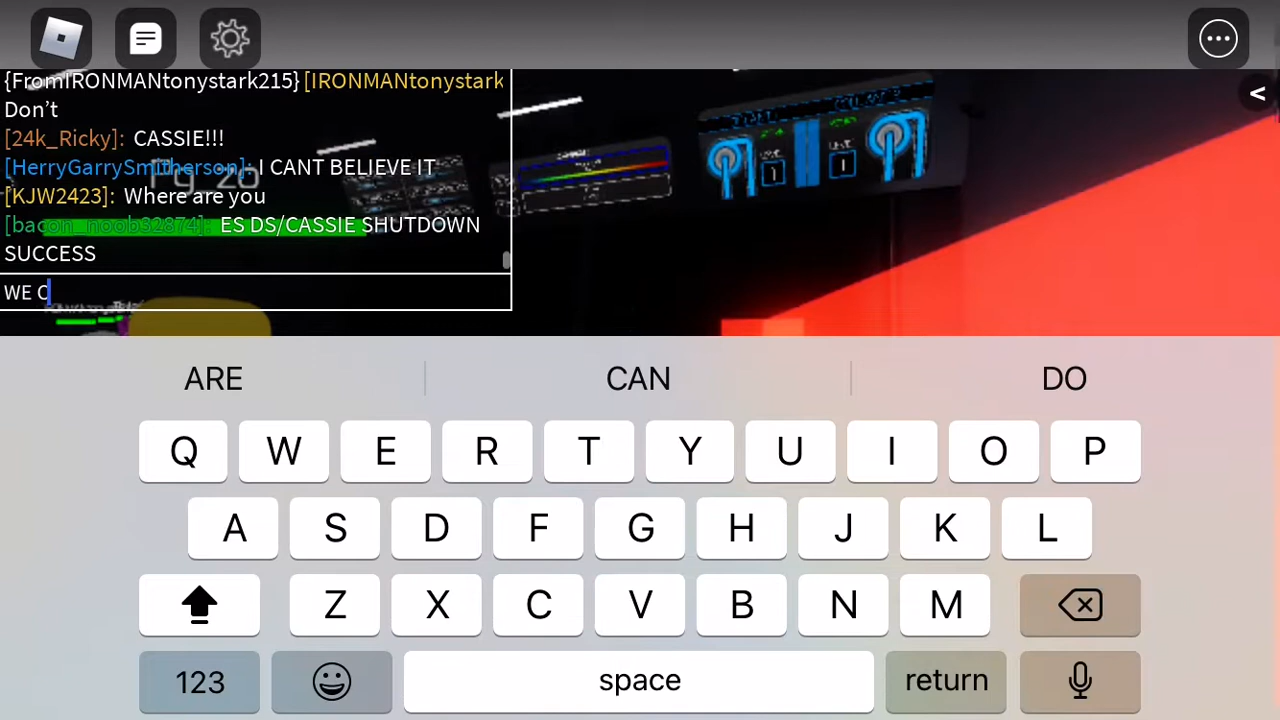 {FromIRONMANtonystark215} [IRONMANtonystark
Don’t
[24k_Ricky]: CASSIE!!!
[HerryGarrySmitherson]: I CANT BELIEVE IT
[KJW2423]: Where are you
[bacon_noob32874]: ES DS/CASSIE SHUTDOWN
SUCCESS
WE C
ARE CAN DO
Q W E R T Y U I O P
A S D F G H J K L
Z X C V B N M
123 space return